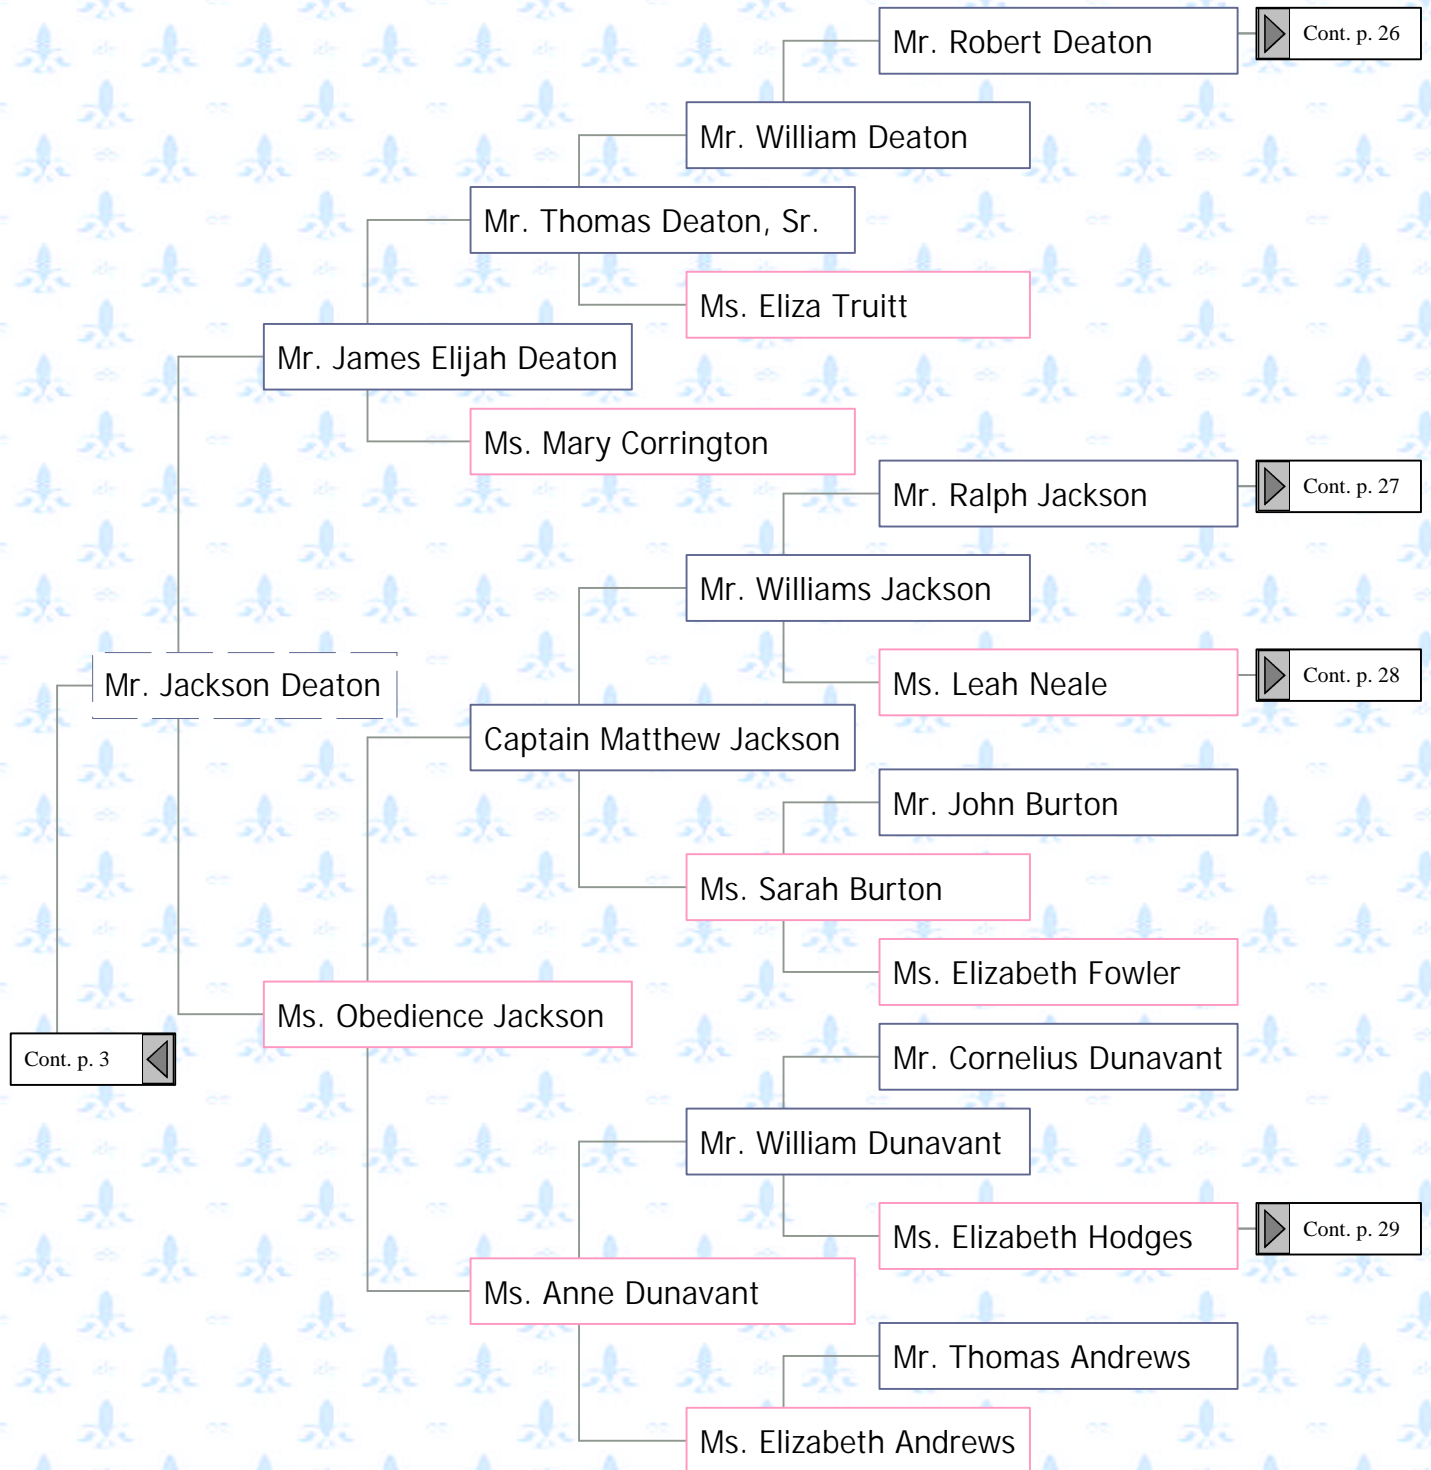 Mr. Robert Deaton
Cont. p. 26
Mr. William Deaton
Mr. Thomas Deaton, Sr.
Ms. Eliza Truitt
Mr. James Elijah Deaton
Ms. Mary Corrington
Mr. Ralph Jackson
Cont. p. 27
Mr. Williams Jackson
Mr. Jackson Deaton
Ms. Leah Neale
Cont. p. 28
Captain Matthew Jackson
Mr. John Burton
Ms. Sarah Burton
Ms. Elizabeth Fowler
Ms. Obedience Jackson
Cont. p. 3
Mr. Cornelius Dunavant
Mr. William Dunavant
Ms. Elizabeth Hodges
Cont. p. 29
Ms. Anne Dunavant
Mr. Thomas Andrews
Ms. Elizabeth Andrews